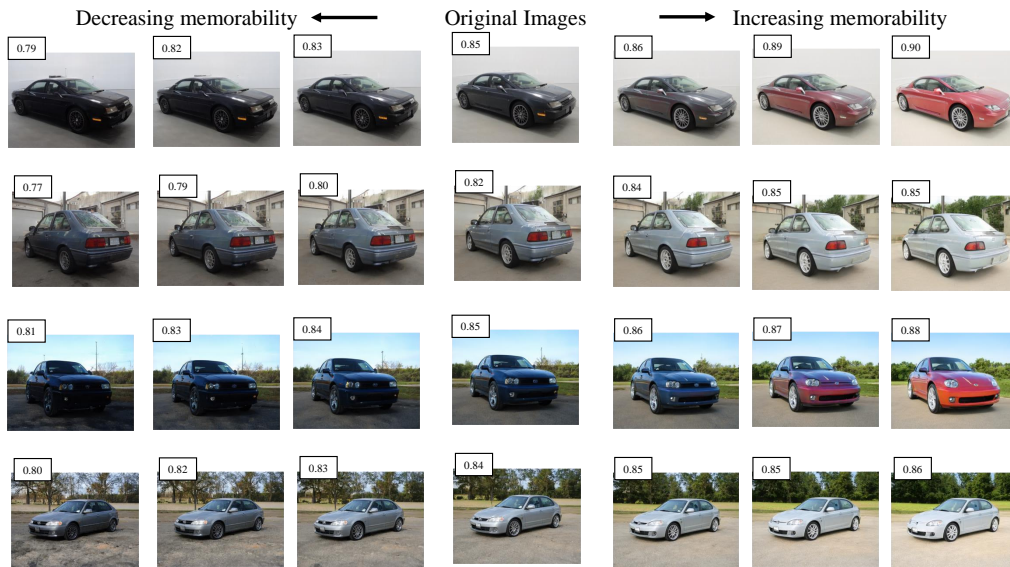 Decreasing memorability Original Images Increasing memorability
0.79 0.82 0.83 0.85 0.86 0.89 0.90
0.77 0.79 0.80 0.82 0.84 0.85 0.85
0.81 0.83 0.84 0.85 0.86 0.87 0.88
0.80 0.82 0.83 0.84 0.85 0.85 0.86